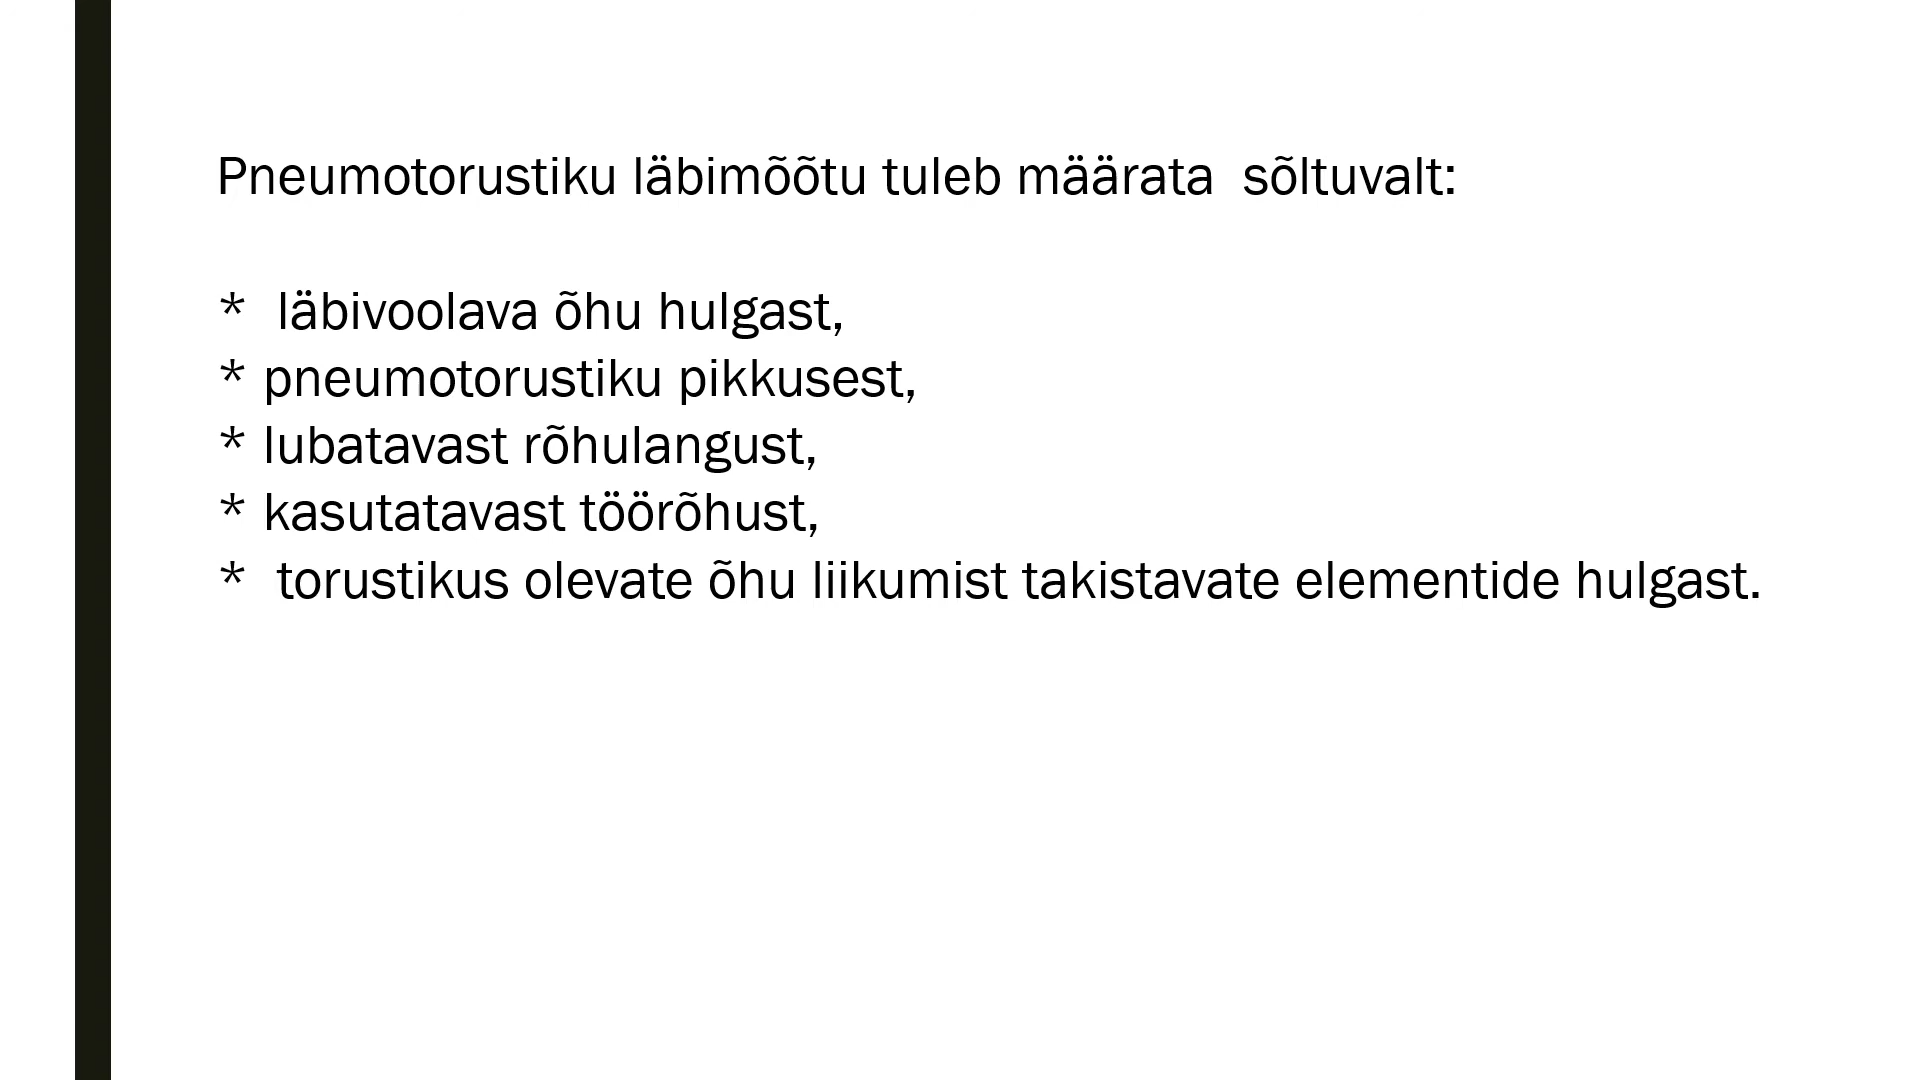 Pneumotorustiku läbimõõtu tuleb määrata  sõltuvalt:
*  läbivoolava õhu hulgast,
* pneumotorustiku pikkusest,
* lubatavast rõhulangust,
* kasutatavast töörõhust,
*  torustikus olevate õhu liikumist takistavate elementide hulgast.